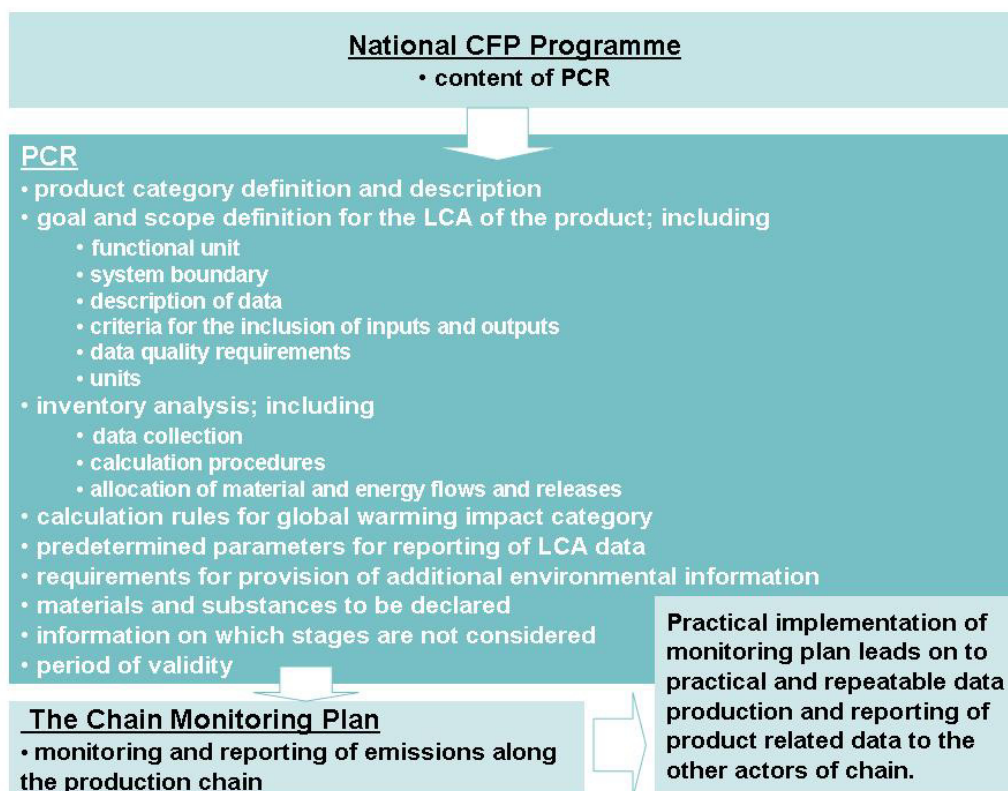 National CFP Programme
• content of PCR
PCR
• product category definition and description
• goal and scope definition for the LCA of the product; including
• functional unit
• system boundary
• description of data
• criteria for the inclusion of inputs and outputs
• data quality requirements
• units
• inventory analysis; including
• data collection
• calculation procedures
• allocation of material and energy flows and releases
• calculation rules for global warming impact category
• predetermined parameters for reporting of LCA data
• requirements for provision of additional environmental information
• materials and substances to be declared
• information on which stages are not considered
• period of validity
The Chain Monitoring Plan
• monitoring and reporting of emissions along
the production chain
Practical implementation of
monitoring plan leads on to
practical and repeatable data
production and reporting of
product related data to the
other actors of chain.